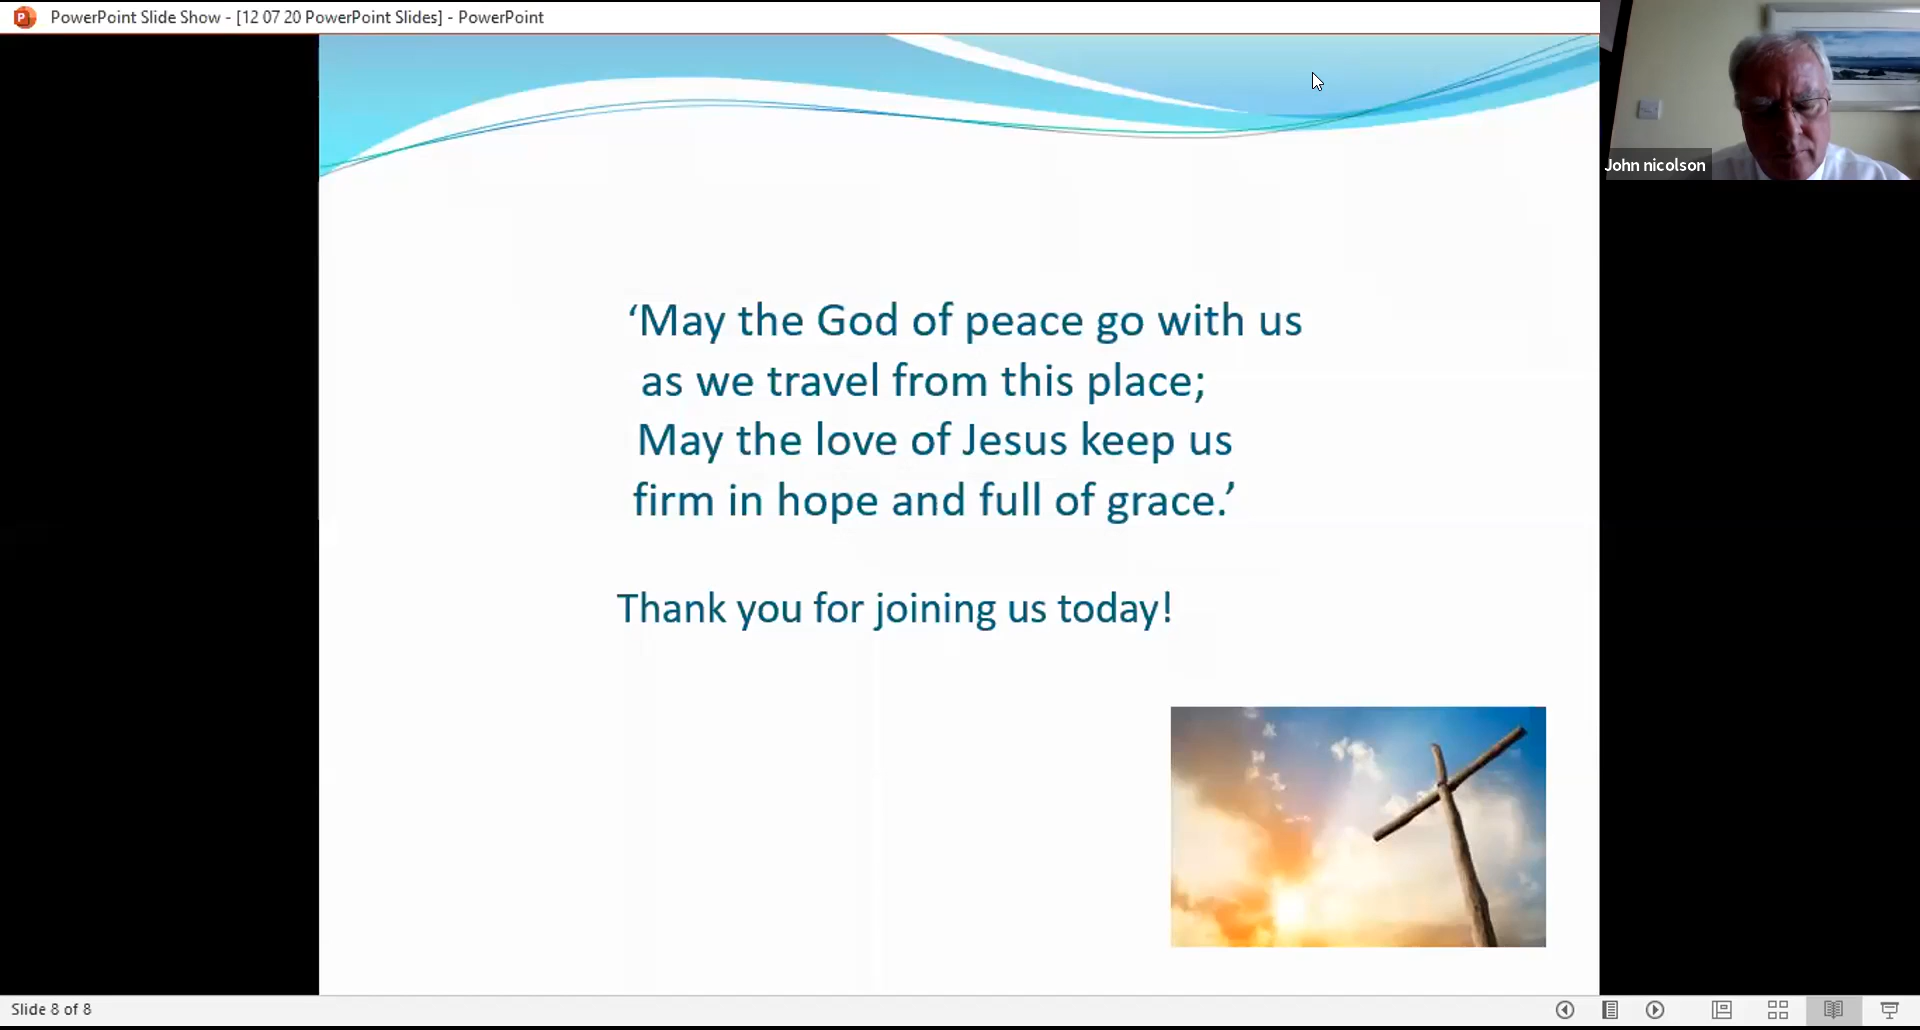 PowerPoint Slide Show - [12 07 20 PowerPoint Slides] - PowerPoint
John nicolson
‘May the God of peace go with us
as we travel from this place;
May the love of Jesus keep us
firm in hope and full of grace.’
Thank you for joining us today!
Slide 8 of 8